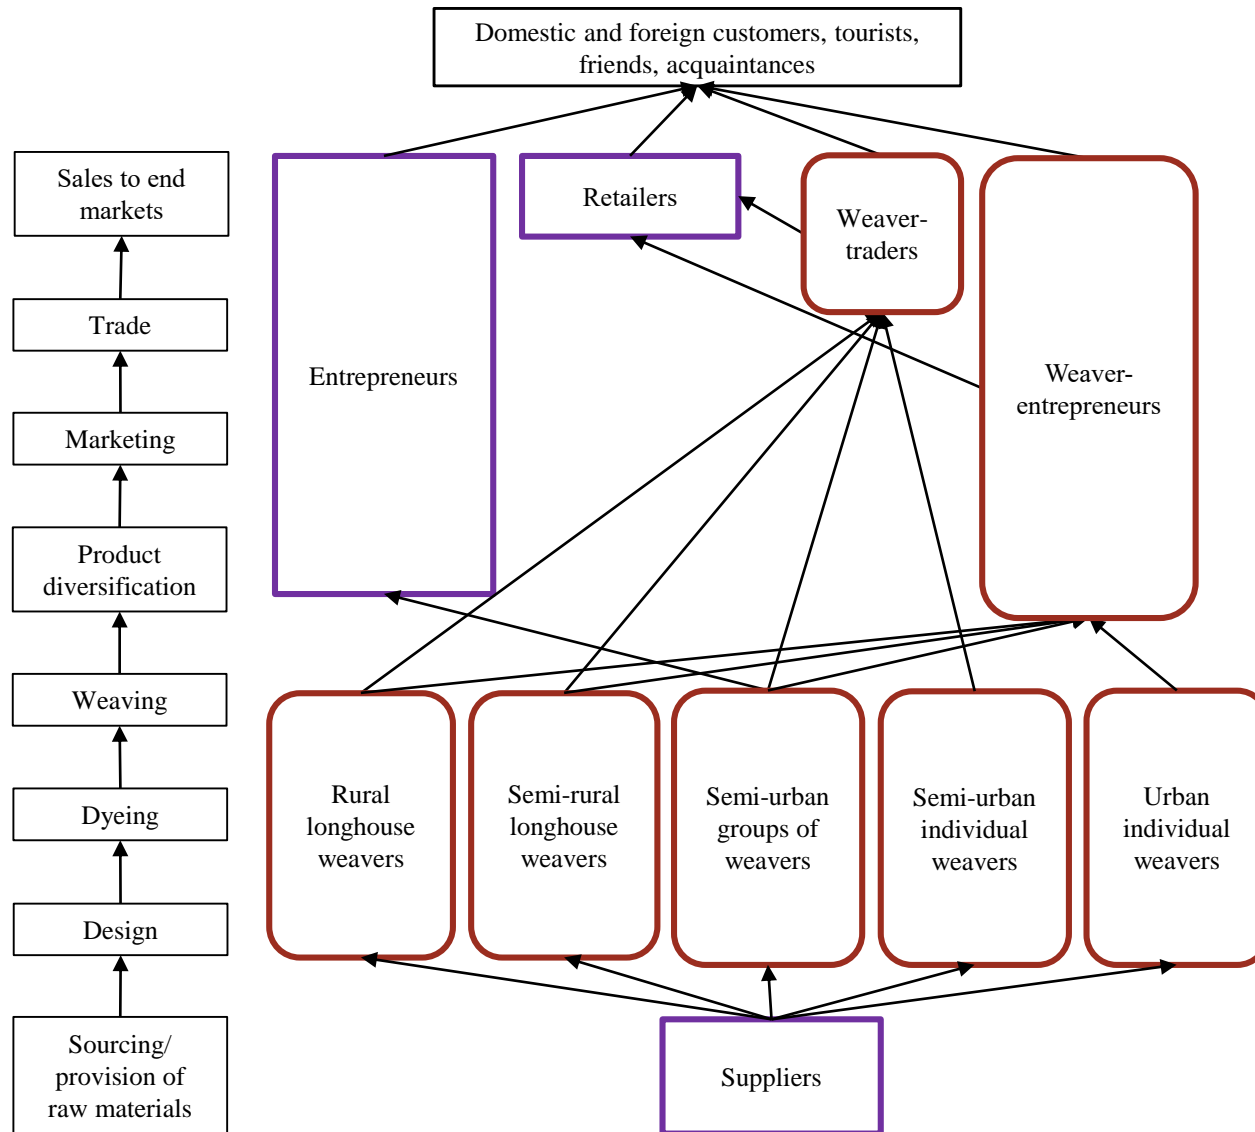 Domestic and foreign customers, tourists,
friends, acquaintances
Sales to end
markets
Trade
Marketing
Product
diversification
Weaving
Dyeing
Design
Sourcing/
provision of
raw materials
Entrepreneurs
Retailers
Weaver-
traders
Weaver-
entrepreneurs
Rural
longhouse
weavers
Semi-rural
longhouse
weavers
Semi-urban
groups of
weavers
Semi-urban
individual
weavers
Urban
individual
weavers
Suppliers